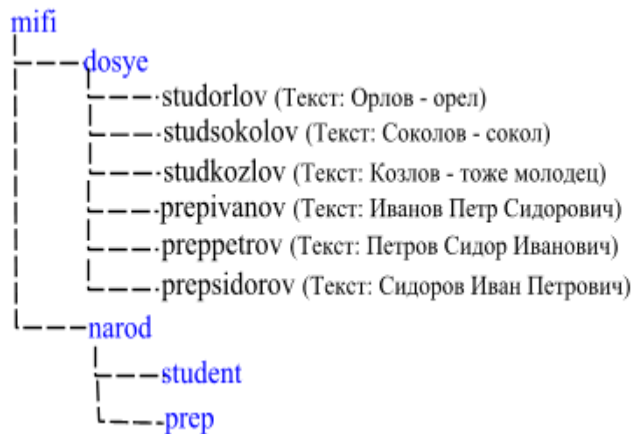 mifi
dosye
studorlov (Текст: Орлов - орел)
studsokolov (Текст: Соколов - сокол)
studkozlov (Текст: Козлов - тоже молодец)
prepivanov (Текст: Иванов Петр Сидорович)
preppetrov (Текст: Петров Сидор Иванович)
prepsidorov (Текст: Сидоров Иван Петрович)
narod
student
prep